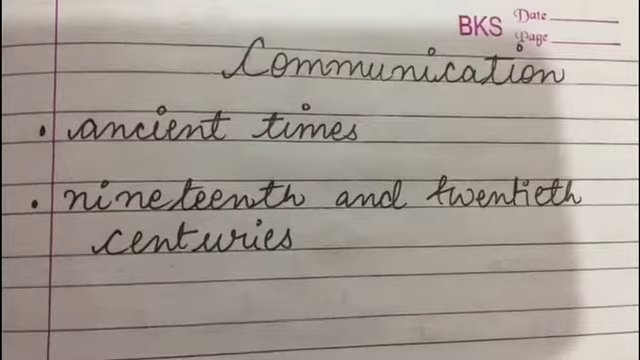 BKS Date
Page
Communication
• ancient times
• nineteenth and twentieth
centuries